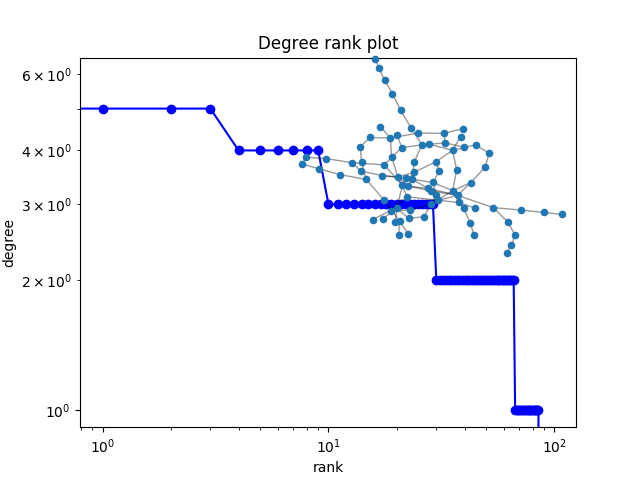 Degree rank plot
degree
6 × 10⁰
4 × 10⁰
3 × 10⁰
2 × 10⁰
10⁰
10⁰
10¹
10²
rank